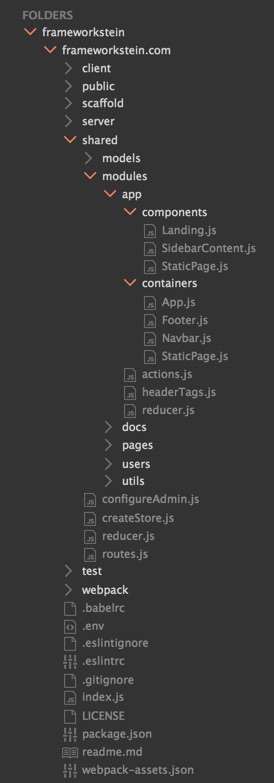 FOLDERS
frameworkstein
frameworkstein.com
client
public
scaffold
server
shared
models
modules
app
components
Landing.js
SidebarContent.js
StaticPage.js
containers
App.js
Footer.js
Navbar.js
StaticPage.js
actions.js
headerTags.js
reducer.js
docs
pages
users
utils
configureAdmin.js
createStore.js
reducer.js
routes.js
test
webpack
.babelrc
.env
.eslintignore
.eslintrc
.gitignore
index.js
LICENSE
package.json
readme.md
webpack-assets.json